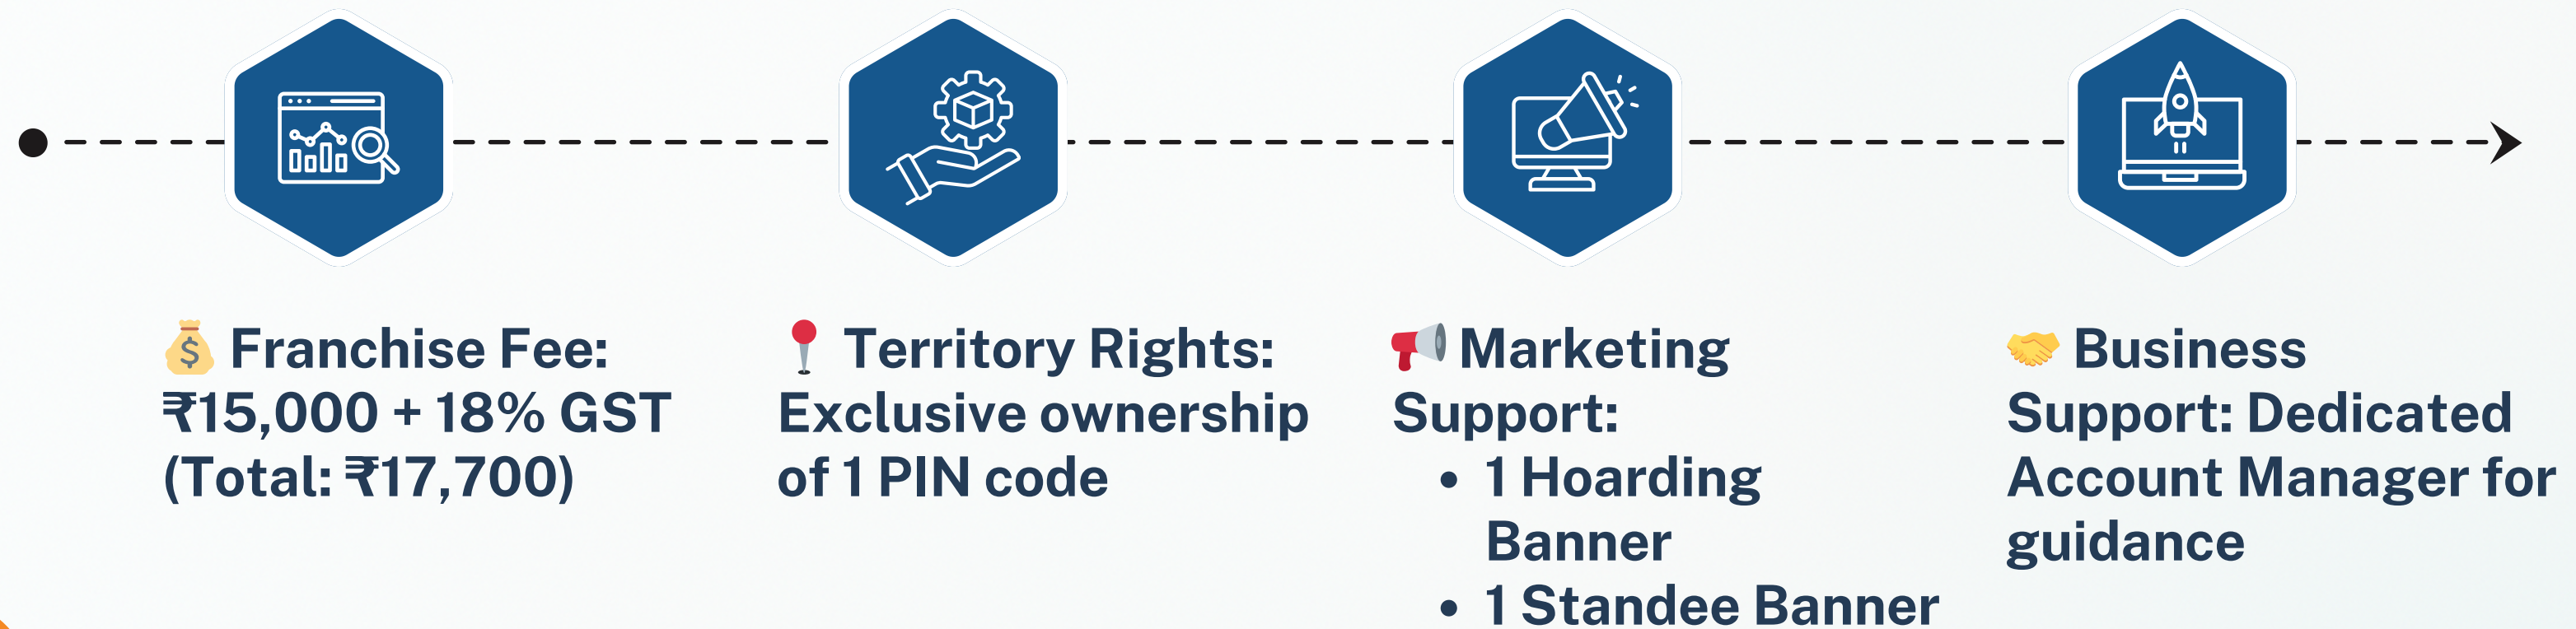 💰 Franchise Fee:
₹15,000 + 18% GST
(Total: ₹17,700)
📍 Territory Rights:
Exclusive ownership
of 1 PIN code
📢 Marketing
Support:
• 1 Hoarding
Banner
• 1 Standee Banner
🤝 Business
Support: Dedicated
Account Manager for
guidance